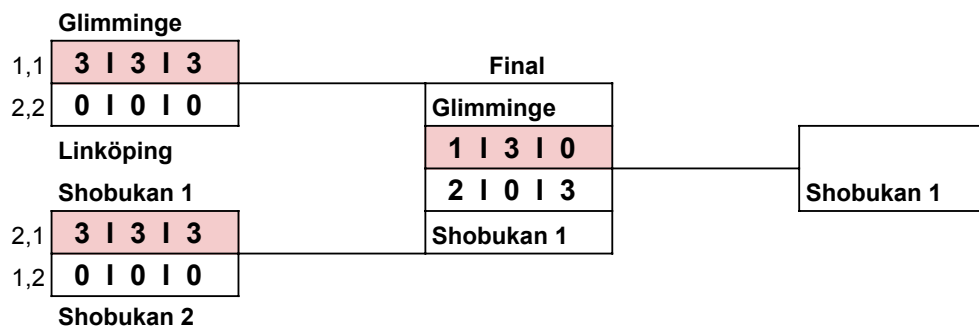 Glimminge
1,1 3 I 3 I 3
2,2 0 I 0 I 0
Linköping
Shobukan 1
2,1 3 I 3 I 3
1,2 0 I 0 I 0
Shobukan 2
Final
Glimminge
1 I 3 I 0
2 I 0 I 3
Shobukan 1
Shobukan 1